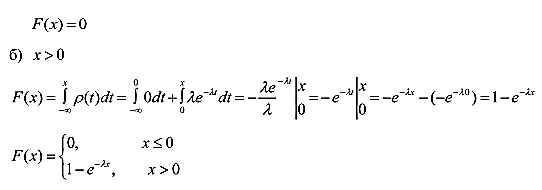 F(x) = 0
б) x > 0
F(x) = ∫_{-∞}^{x} ρ(t)dt = ∫_{-∞}^{0} 0dt + ∫_{0}^{x} λe^{-λt} dt = -\frac{λe^{-λt}}{λ} |_{0}^{x} = -e^{-λt} |_{0}^{x} = -e^{-λx} - (-e^{-λ0}) = 1 - e^{-λx}
F(x) = { 0, x ≤ 0
1 - e^{-λx}, x > 0